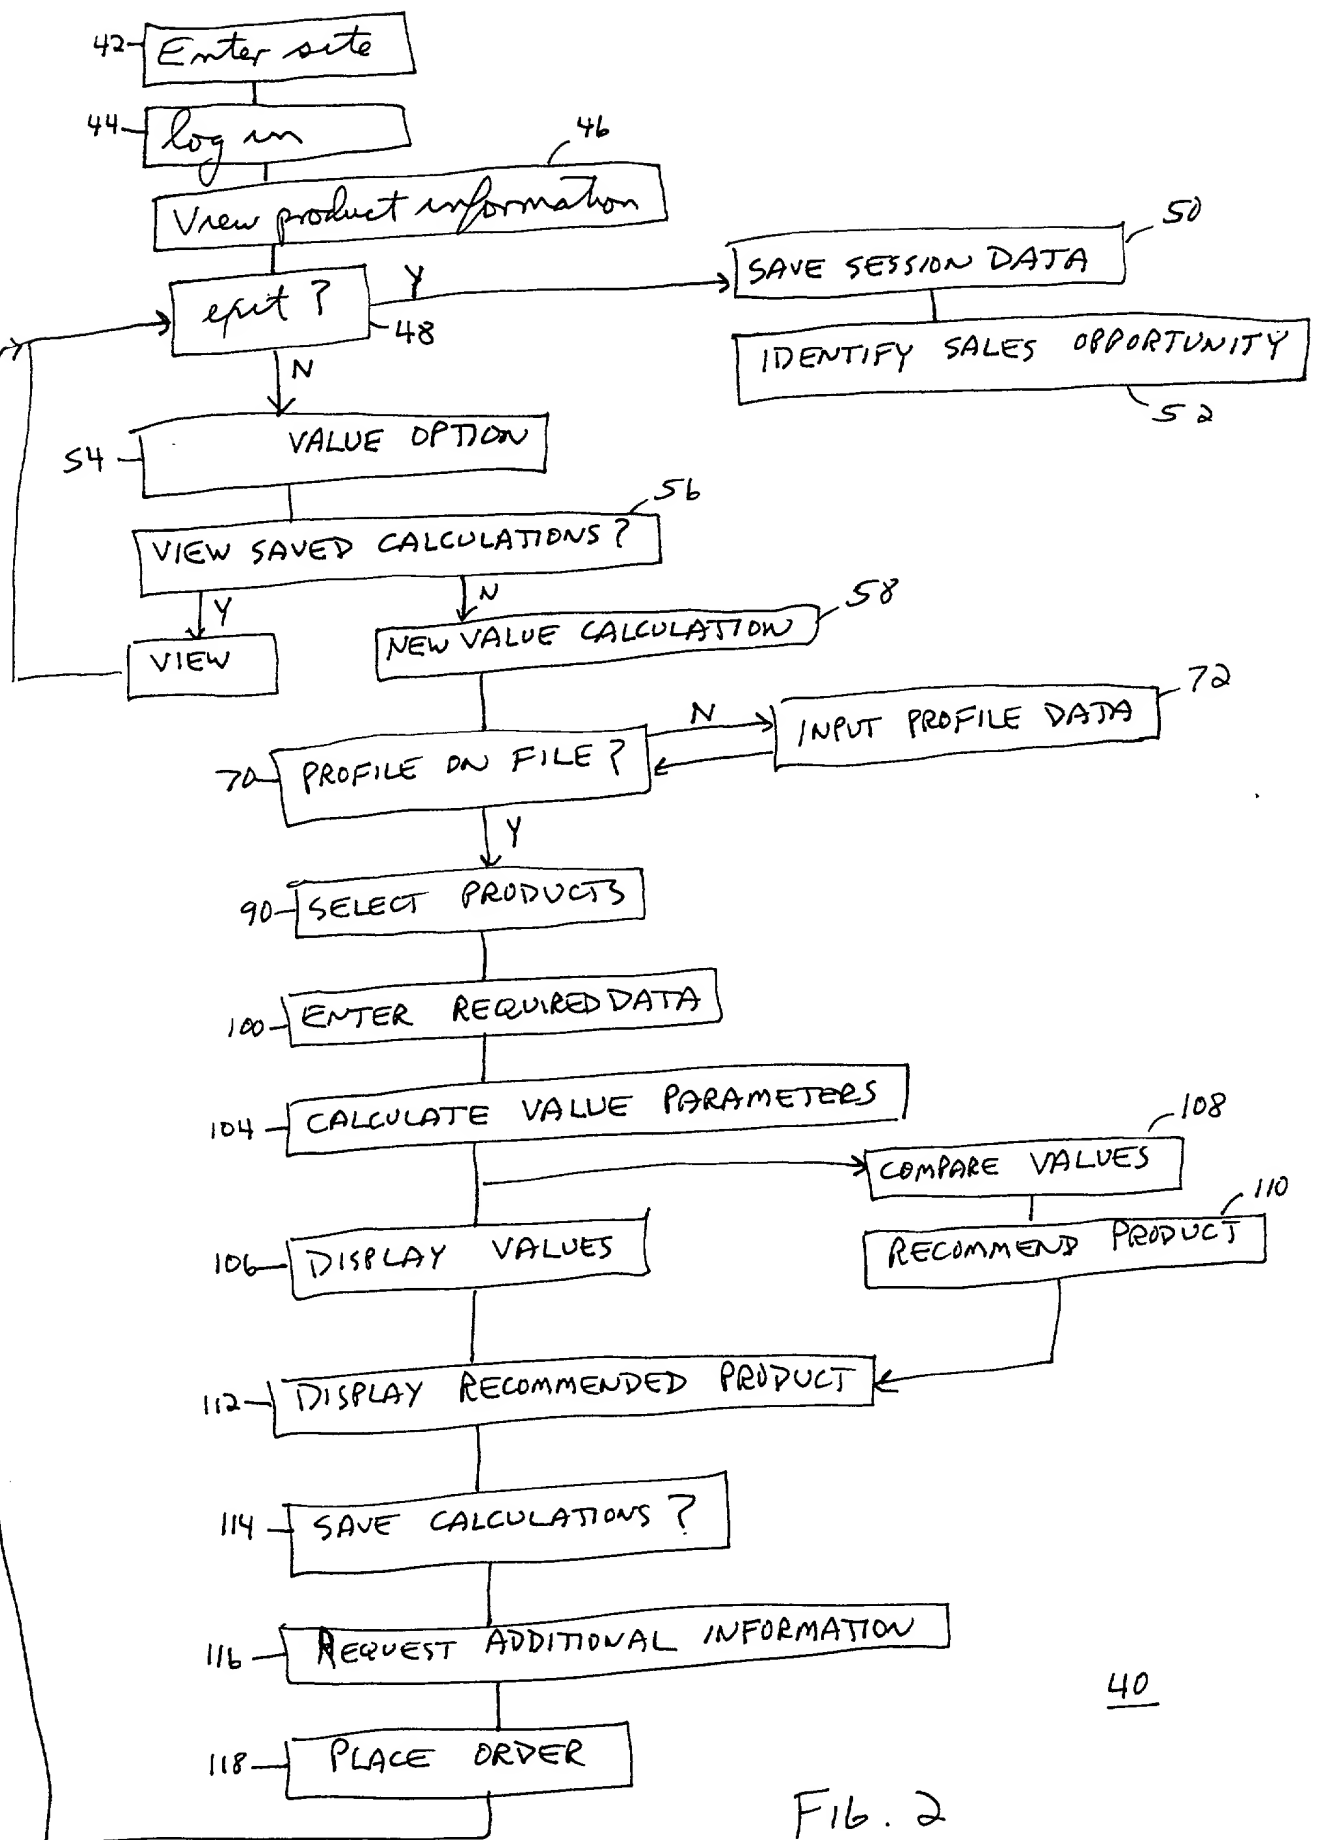 42
Enter site
44
log in
46
View product information
exit ?
48
Y
N
50
SAVE SESSION DATA
IDENTIFY SALES OPPORTUNITY
52
54
VALUE OPTION
56
VIEW SAVED CALCULATIONS ?
Y
N
VIEW
58
NEW VALUE CALCULATION
70
PROFILE ON FILE ?
N
72
INPUT PROFILE DATA
Y
90
SELECT PRODUCTS
100
ENTER REQUIRED DATA
104
CALCULATE VALUE PARAMETERS
108
COMPARE VALUES
110
RECOMMEND PRODUCT
106
DISPLAY VALUES
112
DISPLAY RECOMMENDED PRODUCT
114
SAVE CALCULATIONS ?
116
REQUEST ADDITIONAL INFORMATION
40
118
PLACE ORDER
FIG. 2